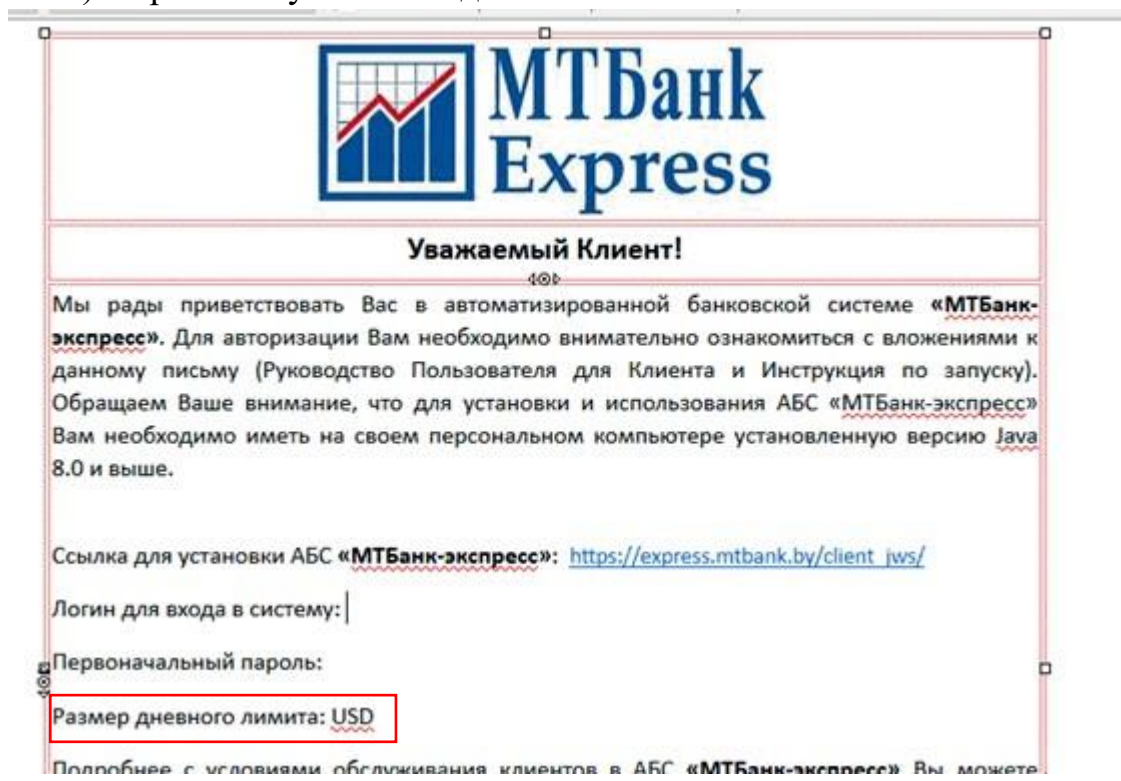 МТБанк
Express
Уважаемый Клиент!
Мы рады приветствовать Вас в автоматизированной банковской системе «МТБанк-
экспресс». Для авторизации Вам необходимо внимательно ознакомиться с вложениями к
данному письму (Руководство Пользователя для Клиента и Инструкция по запуску).
Обращаем Ваше внимание, что для установки и использования АБС «МТБанк-экспресс»
Вам необходимо иметь на своем персональном компьютере установленную версию Java
8.0 и выше.
Ссылка для установки АБС «МТБанк-экспресс»: https://express.mtbank.by/client_jws/
Логин для входа в систему:
Первоначальный пароль:
Размер дневного лимита: USD
Подробнее с условиями обслуживания клиентов в АБС «МТБанк-экспресс» Вы можете